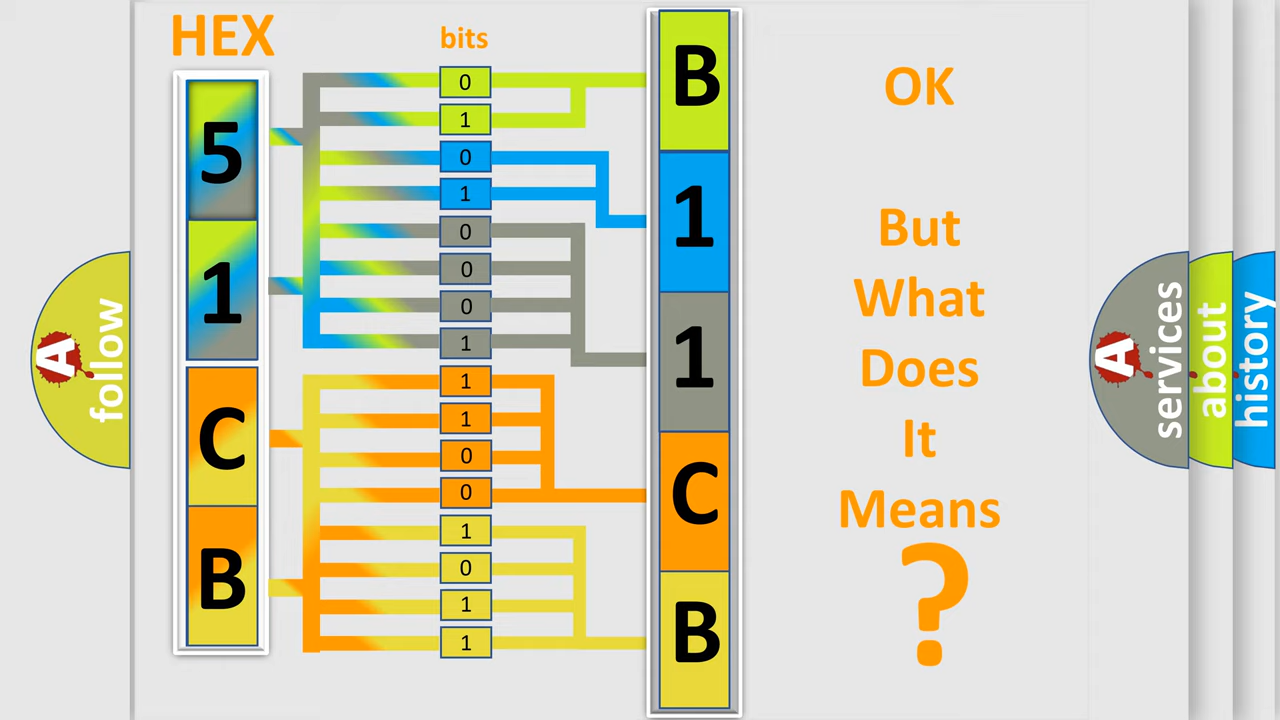 HEX
bits
5
1
C
B
0
1
0
1
0
0
0
1
1
1
0
0
1
0
1
1
B
1
1
C
B
OK
But
What
Does
It
Means
?
A
follow
A
services
about
history